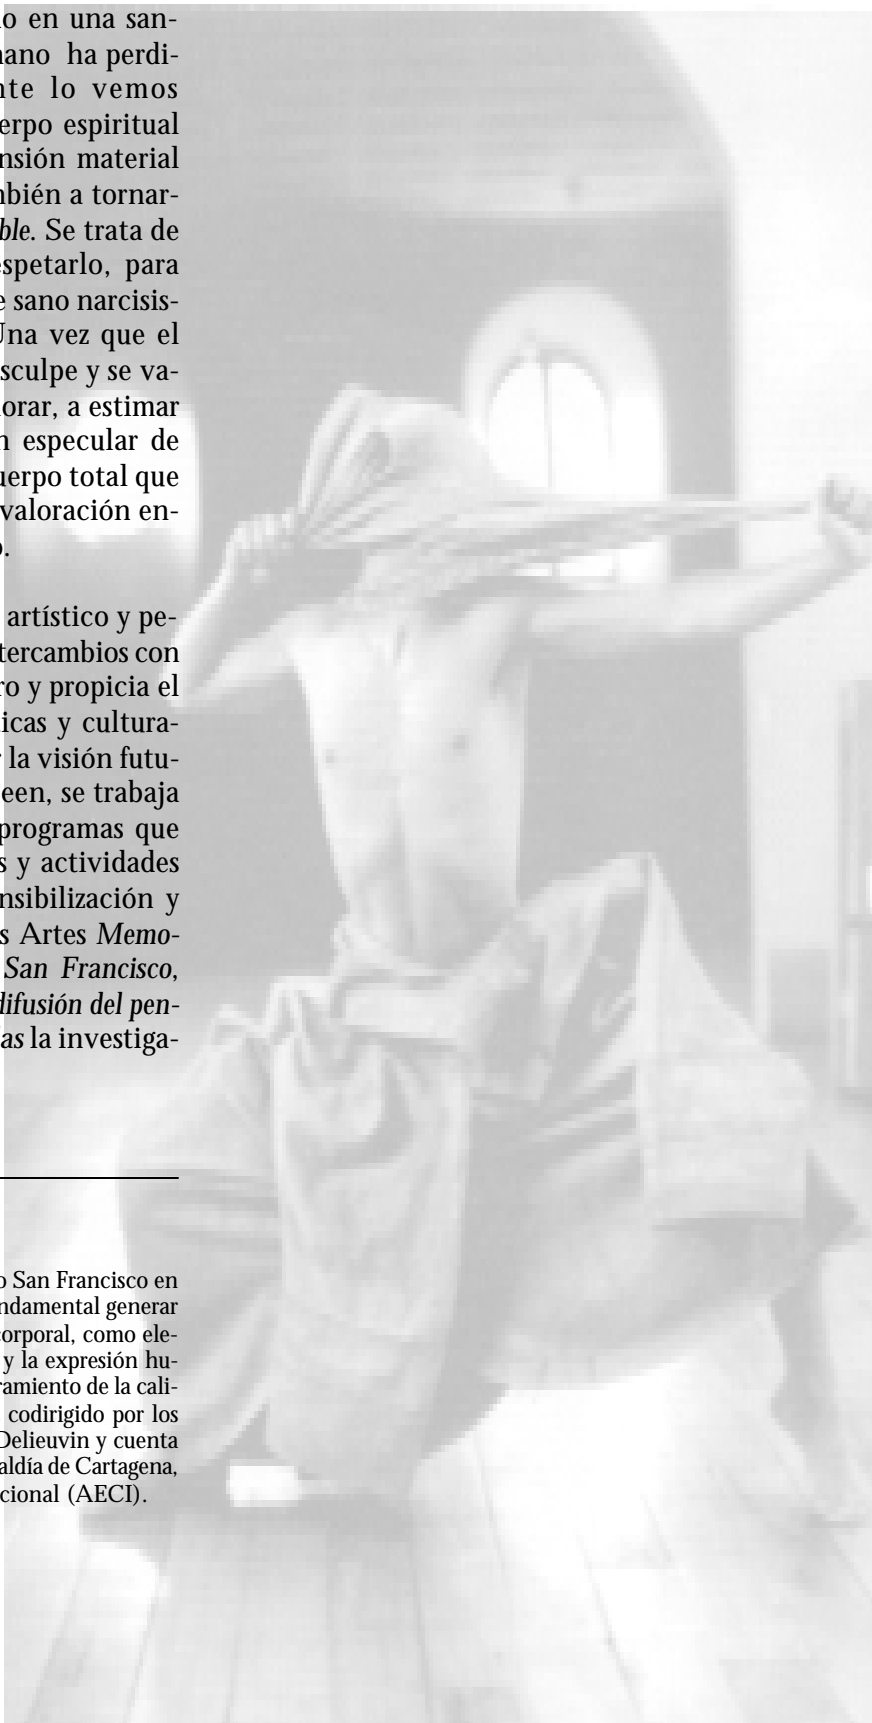 o en una san-
ano ha perdi-
nte lo vemos
erpo espiritual
nsión material
mbién a tornar-
ble. Se trata de
espetarlo, para
e sano narcisis-
Una vez que el
sculpe y se va-
orar, a estimar
n especular de
uerpo total que
valoración en-
o.
artístico y pe-
tercambios con
ro y propicia el
icas y cultura-
r la visión futu-
een, se trabaja
programas que
s y actividades
nsibilización y
s Artes Memo-
San Francisco,
difusión del pen-
as la investiga-
o San Francisco en
ndamental generar
corporal, como ele-
y la expresión hu-
ramiento de la cali-
codirigido por los
Delieuvin y cuenta
aldía de Cartagena,
cional (AECI).